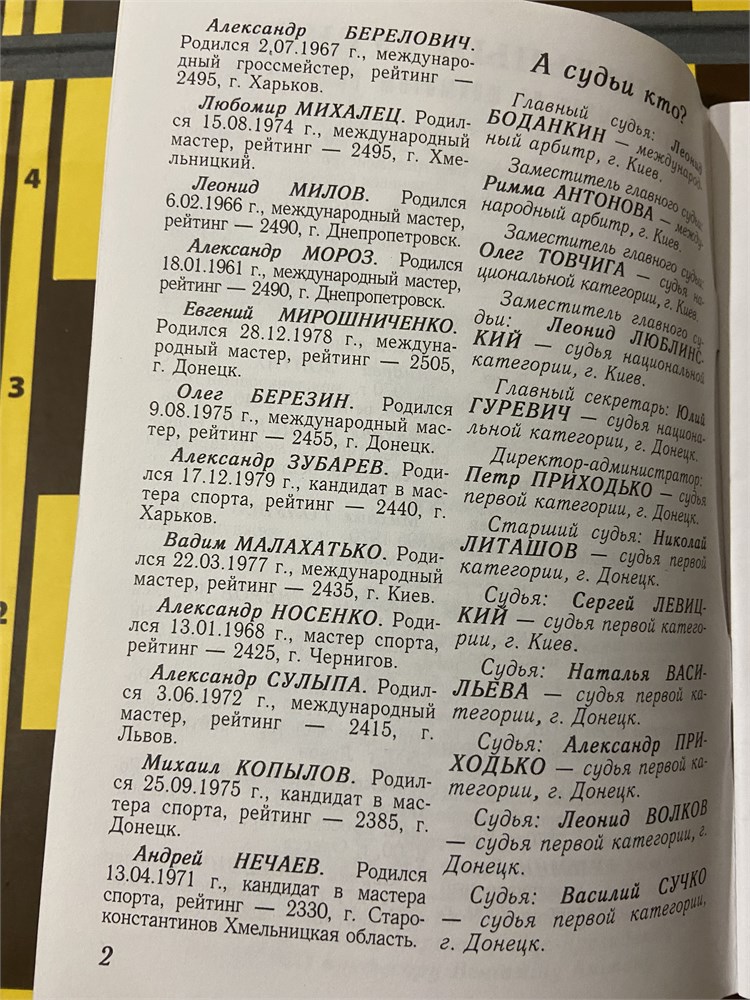 Александр БЕРЕЛОВИЧ.
Родился 2.07.1967 г., междунаро-
дный гроссмейстер, рейтинг —
2495, г. Харьков.
Любомир МИХАЛЕЦ. Родил-
ся 15.08.1974 г., международный
мастер, рейтинг — 2495, г. Хме-
льницкий.
Леонид МИЛОВ. Родился
6.02.1966 г., международный мастер,
рейтинг — 2490, г. Днепропетровск.
Александр МОРОЗ. Родился
18.01.1961 г., международный мастер,
рейтинг — 2490, г. Днепропетровск.
Евгений МИРОШНИЧЕНКО.
Родился 28.12.1978 г., междуна-
родный мастер, рейтинг — 2505,
г. Донецк.
Олег БЕРЕЗИН. Родился
9.08.1975 г., международный мас-
тер, рейтинг — 2455, г. Донецк.
Александр ЗУБАРЕВ. Роди-
лся 17.12.1979 г., кандидат в мас-
тера спорта, рейтинг — 2440, г.
Харьков.
Вадим МАЛАХАТЬКО. Роди-
лся 22.03.1977 г., международный
мастер, рейтинг — 2435, г. Киев.
Александр НОСЕНКО. Роди-
лся 13.01.1968 г., мастер спорта,
рейтинг — 2425, г. Чернигов.
Александр СУЛЫПА. Родил-
ся 3.06.1972 г., международный
мастер, рейтинг — 2415, г.
Львов.
Михаил КОПЫЛОВ. Родил-
ся 25.09.1975 г., кандидат в мас-
тера спорта, рейтинг — 2385, г.
Донецк.
Андрей НЕЧАЕВ. Родился
13.04.1971 г., кандидат в мастера
спорта, рейтинг — 2330, г. Старо-
константинов Хмельницкая область.
2
А судьи кто?
Главный судья: Леонид
БОДАНКИН — международ-
ный арбитр, г. Киев.
Заместитель главного судьи:
Римма АНТОНОВА — между-
народный арбитр, г. Киев.
Заместитель главного судьи:
Олег ТОВЧИГА — судья на-
циональной категории, г. Киев.
Заместитель главного су-
дьи: Леонид ЛЮБЛИНС-
КИЙ — судья национальной
категории, г. Киев.
Главный секретарь: Юлий
ГУРЕВИЧ — судья национа-
льной категории, г. Донецк.
Директор-администратор:
Петр ПРИХОДЬКО — судья
первой категории, г. Донецк.
Старший судья: Николай
ЛИТАШОВ — судья первой
категории, г. Донецк.
Судья: Сергей ЛЕВИЦ-
КИЙ — судья первой катего-
рии, г. Киев.
Судья: Наталья ВАСИ-
ЛЬЕВА — судья первой ка-
тегории, г. Донецк.
Судья: Александр ПРИ-
ХОДЬКО — судья первой ка-
тегории, г. Донецк.
Судья: Леонид ВОЛКОВ
— судья первой категории, г.
Донецк.
Судья: Василий СУЧКО
— судья первой категории,
г. Донецк.
4
3
2